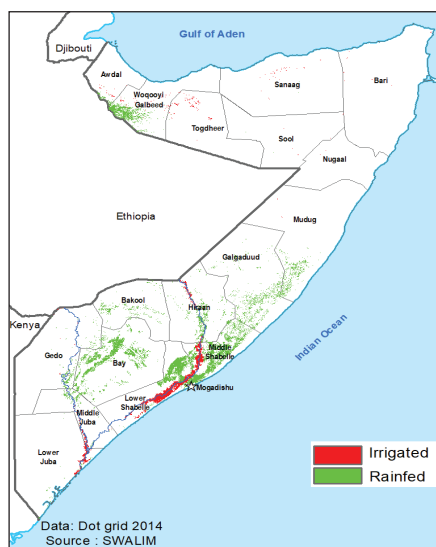 Gulf of Aden
Djibouti
Awdal
Woqooyi
Galbeed
Togdheer
Sanaag
Bari
Sool
Nugaal
Ethiopia
Mudug
Galgaduud
Kenya
Bakool
Hiraan
Indian Ocean
Gedo
Bay
Middle
Shabelle
Mogadishu
Lower
Shabelle
Middle
Juba
Lower
Juba
Irrigated
Rainfed
Data: Dot grid 2014
Source : SWALIM